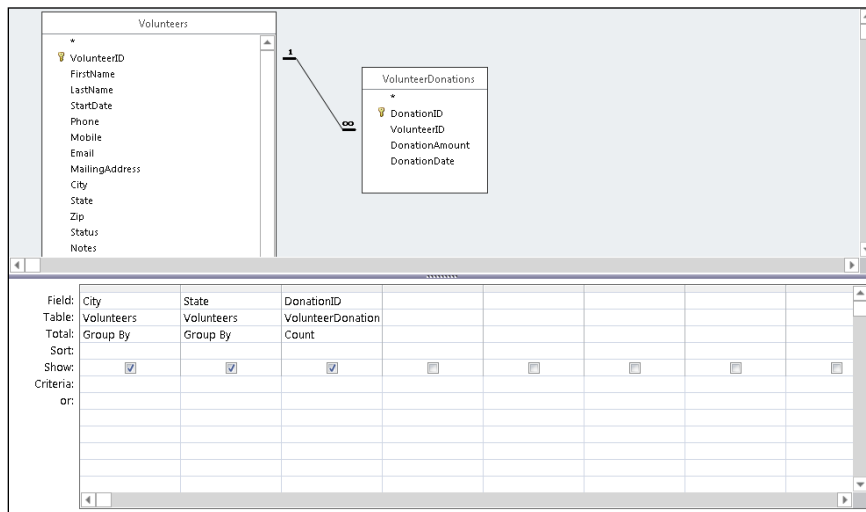 Volunteers
*
VolunteerID
FirstName
LastName
StartDate
Phone
Mobile
Email
MailingAddress
City
State
Zip
Status
Notes
1
∞
VolunteerDonations
*
DonationID
VolunteerID
DonationAmount
DonationDate
Field: City State DonationID
Table: Volunteers Volunteers VolunteerDonation
Total: Group By Group By Count
Sort:
Show:
Criteria:
or: